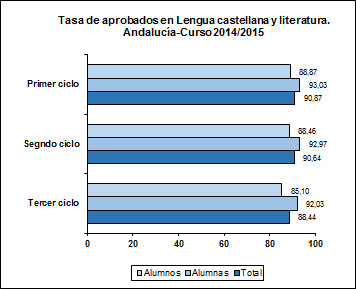 Tasa de aprobados en Lengua castellana y literatura.
Andalucía-Curso 2014/2015
Primer ciclo
88,87
93,03
90,87
Segndo ciclo
88,46
92,97
90,64
Tercer ciclo
85,10
92,03
88,44
0 20 40 60 80 100
Alumnos Alumnas Total